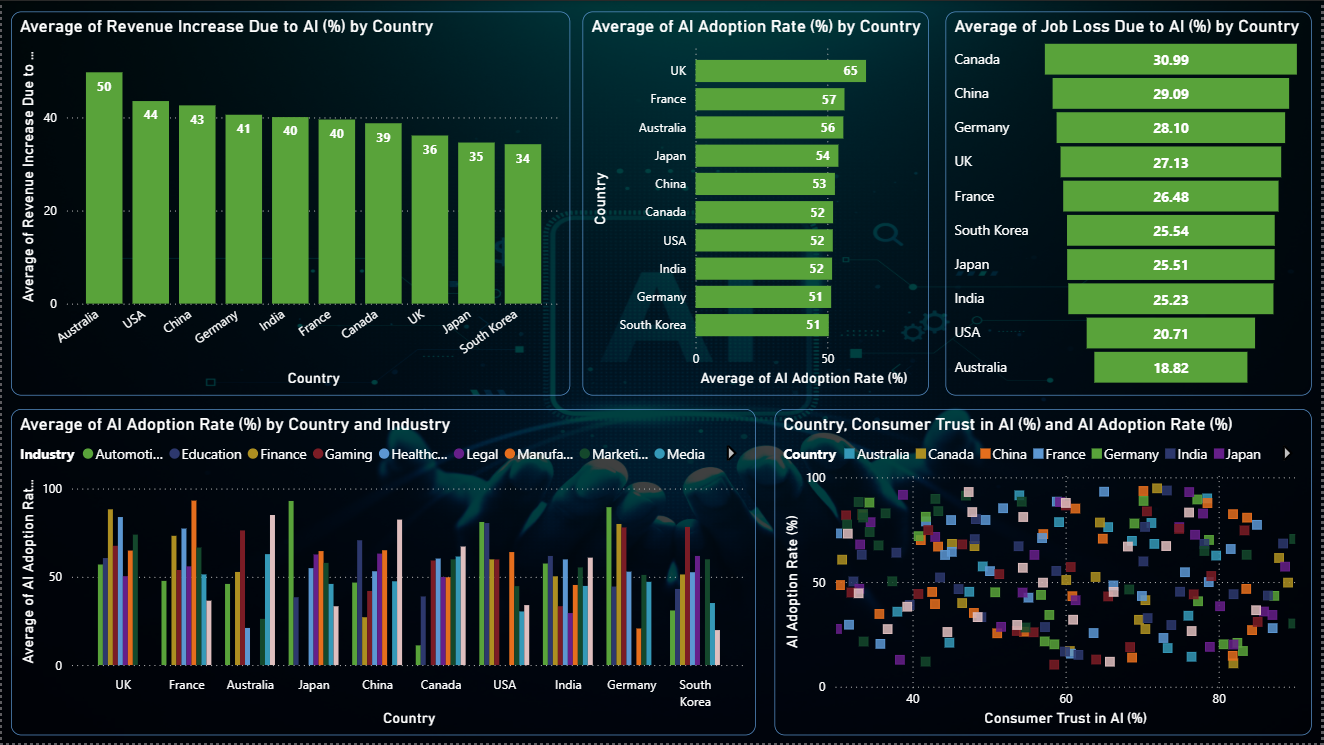 Average of Revenue Increase Due to AI (%) by Country
Average of Revenue Increase Due to ...
40
20
0
50
44
43
41
40
40
39
36
35
34
Australia
USA
China
Germany
India
France
Canada
UK
Japan
South Korea
Country
Average of AI Adoption Rate (%) by Country
Country
UK 65
France 57
Australia 56
Japan 54
China 53
Canada 52
USA 52
India 52
Germany 51
South Korea 51
0 50
Average of AI Adoption Rate (%)
Average of Job Loss Due to AI (%) by Country
Canada 30.99
China 29.09
Germany 28.10
UK 27.13
France 26.48
South Korea 25.54
Japan 25.51
India 25.23
USA 20.71
Australia 18.82
AI
Average of AI Adoption Rate (%) by Country and Industry
Industry Automoti... Education Finance Gaming Healthc... Legal Manufa... Marketi... Media
Average of AI Adoption Rat...
100
50
0
UK France Australia Japan China Canada USA India Germany South
Korea
Country
Country, Consumer Trust in AI (%) and AI Adoption Rate (%)
Country Australia Canada China France Germany India Japan
AI Adoption Rate (%)
100
50
0
40 60 80
Consumer Trust in AI (%)